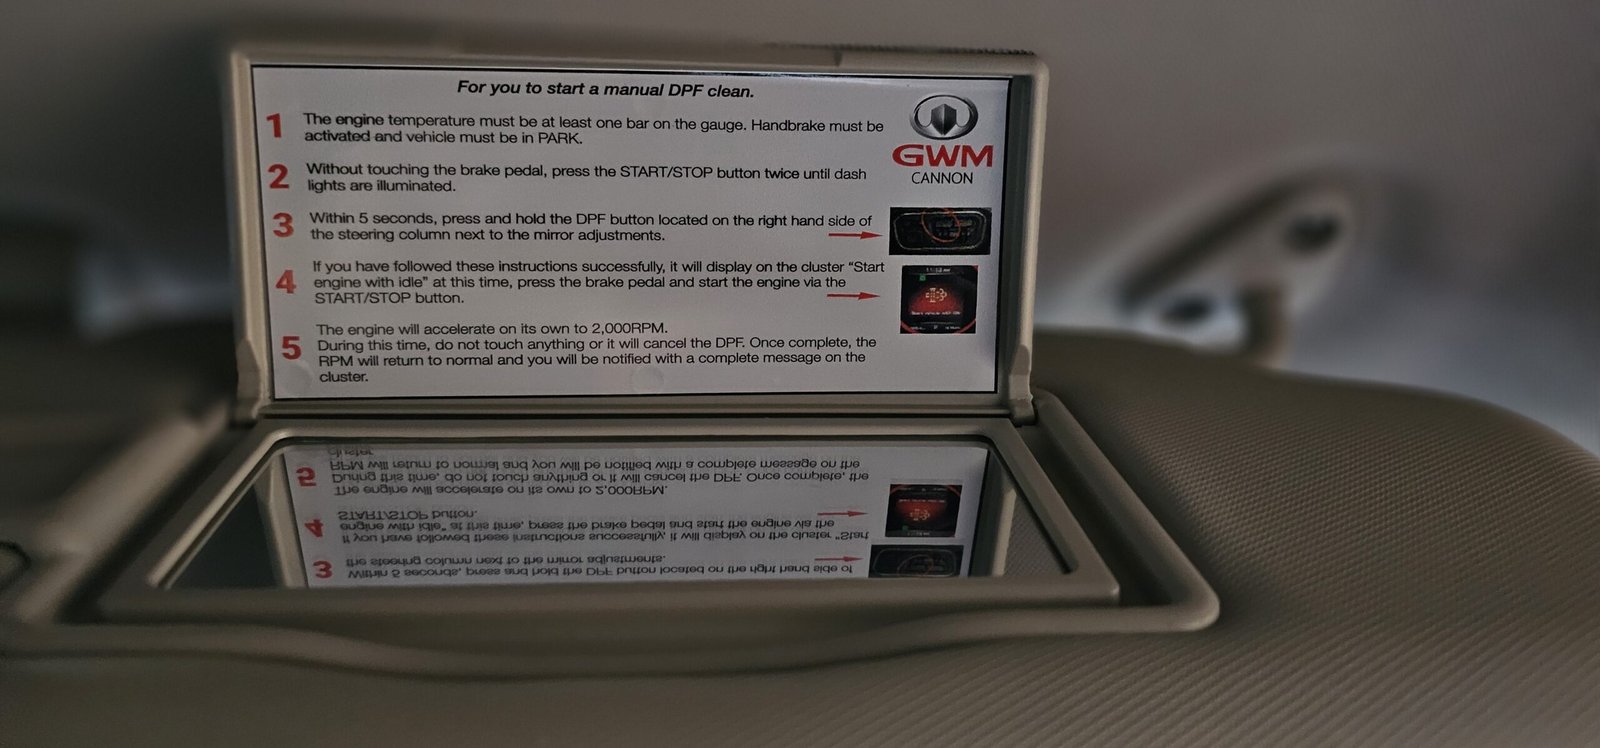 For you to start a manual DPF clean.
1 The engine temperature must be at least one bar on the gauge. Handbrake must be
activated and vehicle must be in PARK.
GWM
CANNON
2 Without touching the brake pedal, press the START/STOP button twice until dash
lights are illuminated.
3 Within 5 seconds, press and hold the DPF button located on the right hand side of
the steering column next to the mirror adjustments.
4 If you have followed these instructions successfully, it will display on the cluster “Start
engine with idle” at this time, press the brake pedal and start the engine via the
START/STOP button.
5 The engine will accelerate on its own to 2,000RPM.
During this time, do not touch anything or it will cancel the DPF. Once complete, the
RPM will return to normal and you will be notified with a complete message on the
cluster.